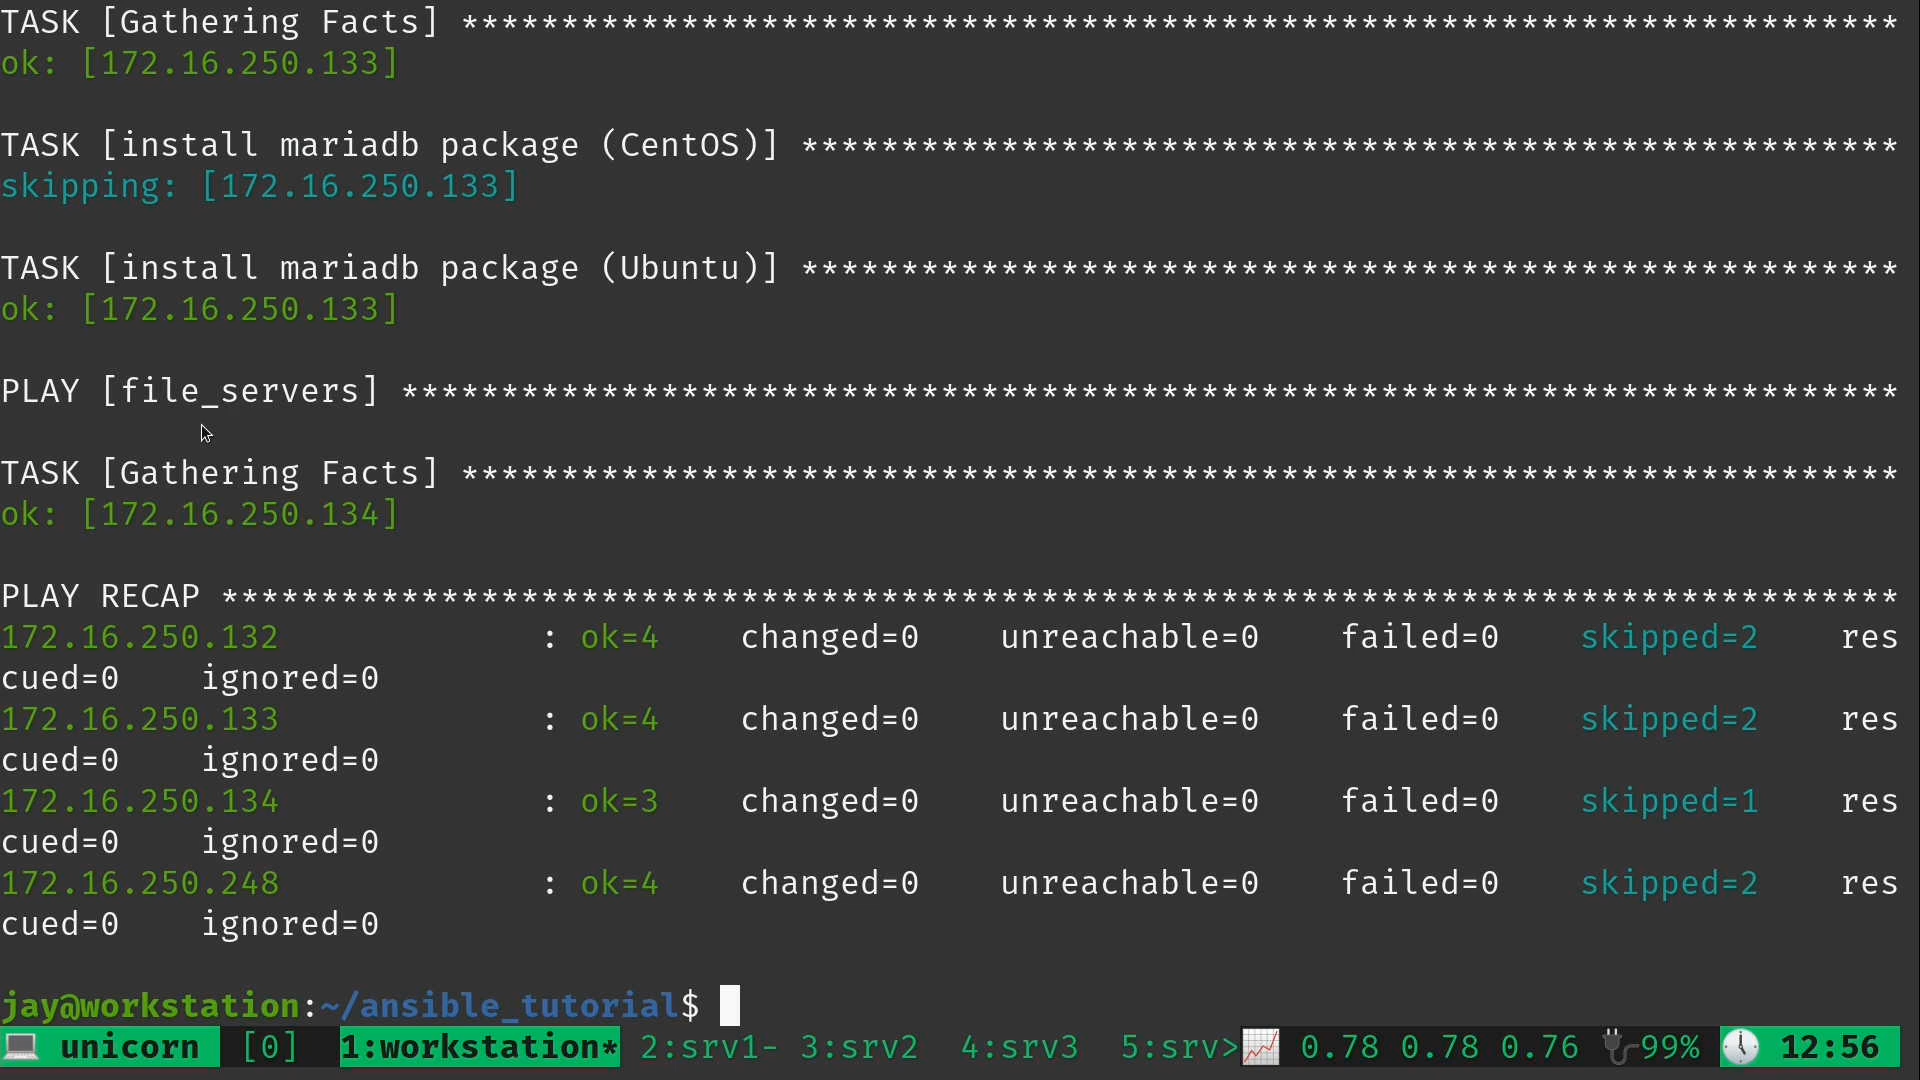 TASK [Gathering Facts] ************************************************************************
ok: [172.16.250.133]
TASK [install mariadb package (CentOS)] *******************************************************
skipping: [172.16.250.133]
TASK [install mariadb package (Ubuntu)] *******************************************************
ok: [172.16.250.133]
PLAY [file_servers] ***************************************************************************
TASK [Gathering Facts] ************************************************************************
ok: [172.16.250.134]
PLAY RECAP ************************************************************************************
172.16.250.132             : ok=4    changed=0    unreachable=0    failed=0    skipped=2    res
cued=0    ignored=0
172.16.250.133             : ok=4    changed=0    unreachable=0    failed=0    skipped=2    res
cued=0    ignored=0
172.16.250.134             : ok=3    changed=0    unreachable=0    failed=0    skipped=1    res
cued=0    ignored=0
172.16.250.248             : ok=4    changed=0    unreachable=0    failed=0    skipped=2    res
cued=0    ignored=0
jay@workstation:~/ansible_tutorial$
unicorn [0] 1:workstation* 2:srv1- 3:srv2 4:srv3 5:srv> 0.78 0.78 0.76 99% 12:56